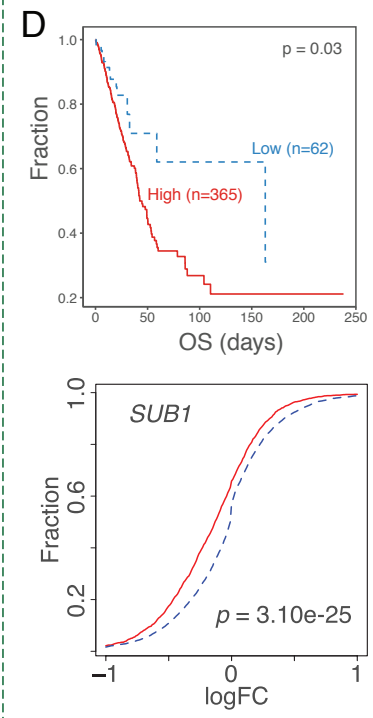 D
1.0
0.8
0.6
0.4
0.2
Fraction
p = 0.03
Low (n=62)
High (n=365)
0 50 100 150 200 250
OS (days)
1.0
0.6
0.2
Fraction
SUB1
p = 3.10e-25
−1 0 1
logFC